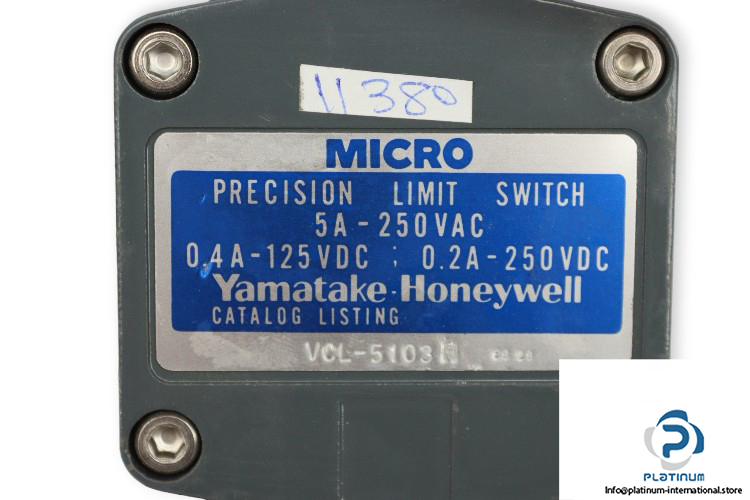 11380
MICRO
PRECISION LIMIT SWITCH
5A-250VAC
0.4A-125VDC ; 0.2A-250VDC
Yamatake-Honeywell
CATALOG LISTING
VCL-5103
PLATINUM
Info@platinum-international.store